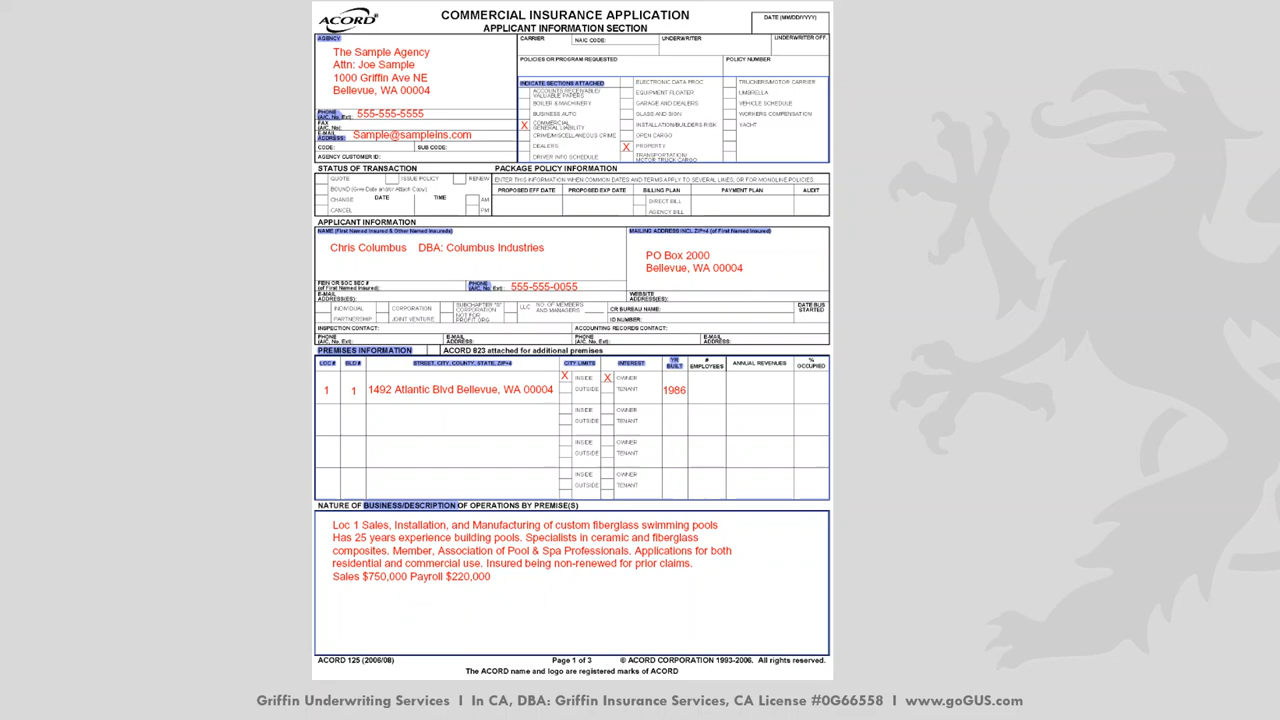 ACORD®
COMMERCIAL INSURANCE APPLICATION
APPLICANT INFORMATION SECTION
DATE (MM/DD/YYYY)
AGENCY
The Sample Agency
Attn: Joe Sample
1000 Griffin Ave NE
Bellevue, WA 00004
PHONE (A/C, No, Ext): 555-555-5555
FAX (A/C, No):
E-MAIL ADDRESS: Sample@sampleins.com
CODE: SUB CODE:
AGENCY CUSTOMER ID:
CARRIER NAIC CODE: UNDERWRITER UNDERWRITER OFF.
POLICIES OR PROGRAM REQUESTED POLICY NUMBER
INDICATE SECTIONS ATTACHED
ACCOUNTS RECEIVABLE/ VALUABLE PAPERS
BOILER & MACHINERY
BUSINESS AUTO
X COMMERCIAL GENERAL LIABILITY
CRIME/MISCELLANEOUS CRIME
DEALERS
DRIVER INFO SCHEDULE
ELECTRONIC DATA PROC
EQUIPMENT FLOATER
GARAGE AND DEALERS
GLASS AND SIGN
INSTALLATION/BUILDERS RISK
OPEN CARGO
X PROPERTY
TRANSPORTATION/ MOTOR TRUCK CARGO
TRUCKERS/MOTOR CARRIER
UMBRELLA
VEHICLE SCHEDULE
WORKERS COMPENSATION
YACHT
STATUS OF TRANSACTION
QUOTE ISSUE POLICY RENEW
BOUND (Give Date and/or Attach Copy)
CHANGE DATE TIME AM
CANCEL PM
PACKAGE POLICY INFORMATION
ENTER THIS INFORMATION WHEN COMMON DATES AND TERMS APPLY TO SEVERAL LINES, OR FOR MONOLINE POLICIES.
PROPOSED EFF DATE PROPOSED EXP DATE BILLING PLAN PAYMENT PLAN AUDIT
DIRECT BILL
AGENCY BILL
APPLICANT INFORMATION
NAME (First Named Insured & Other Named Insureds) MAILING ADDRESS INCL ZIP+4 (of First Named Insured)
Chris Columbus DBA: Columbus Industries
PO Box 2000
Bellevue, WA 00004
FEIN OR SOC SEC # (of First Named Insured): PHONE (A/C, No, Ext): 555-555-0055
E-MAIL ADDRESS(ES): WEBSITE ADDRESS(ES):
INDIVIDUAL CORPORATION SUBCHAPTER "S" CORPORATION LLC NO. OF MEMBERS AND MANAGERS CR BUREAU NAME: DATE BUS STARTED
PARTNERSHIP JOINT VENTURE NOT FOR PROFIT ORG ID NUMBER:
INSPECTION CONTACT: ACCOUNTING RECORDS CONTACT:
PHONE (A/C, No, Ext): E-MAIL ADDRESS: PHONE (A/C, No, Ext): E-MAIL ADDRESS:
PREMISES INFORMATION ACORD 823 attached for additional premises
LOC # BLD # STREET, CITY, COUNTY, STATE, ZIP+4 CITY LIMITS INTEREST YR BUILT # EMPLOYEES ANNUAL REVENUES % OCCUPIED
X INSIDE X OWNER
1 1 1492 Atlantic Blvd Bellevue, WA 00004 OUTSIDE TENANT 1986
INSIDE OWNER
OUTSIDE TENANT
INSIDE OWNER
OUTSIDE TENANT
INSIDE OWNER
OUTSIDE TENANT
NATURE OF BUSINESS/DESCRIPTION OF OPERATIONS BY PREMISE(S)
Loc 1 Sales, Installation, and Manufacturing of custom fiberglass swimming pools
Has 25 years experience building pools. Specialists in ceramic and fiberglass
composites. Member, Association of Pool & Spa Professionals. Applications for both
residential and commercial use. Insured being non-renewed for prior claims.
Sales $750,000 Payroll $220,000
ACORD 125 (2006/08) Page 1 of 3 © ACORD CORPORATION 1993-2006. All rights reserved.
The ACORD name and logo are registered marks of ACORD
Griffin Underwriting Services I In CA, DBA: Griffin Insurance Services, CA License #0G66558 I www.goGUS.com